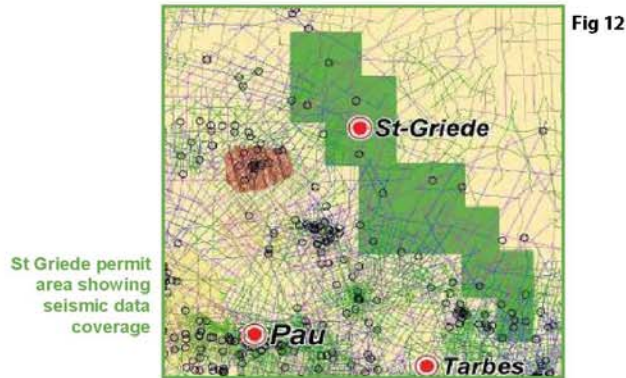 Fig 12
St-Griede
St Griede permit
area showing
seismic data
coverage
Pau
Tarbes